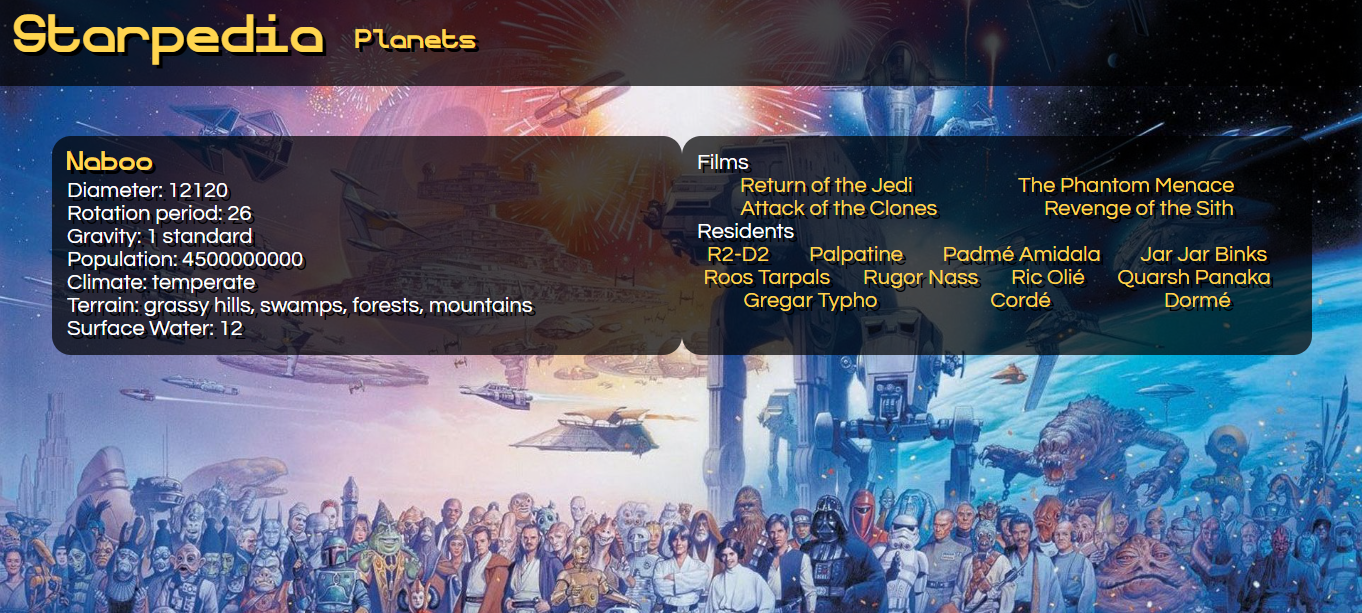 Starpedia Planets
Naboo
Diameter: 12120
Rotation period: 26
Gravity: 1 standard
Population: 4500000000
Climate: temperate
Terrain: grassy hills, swamps, forests, mountains
Surface Water: 12
Films
Return of the Jedi The Phantom Menace
Attack of the Clones Revenge of the Sith
Residents
R2-D2 Palpatine Padmé Amidala Jar Jar Binks
Roos Tarpals Rugor Nass Ric Olié Quarsh Panaka
Gregar Typho Cordé Dormé